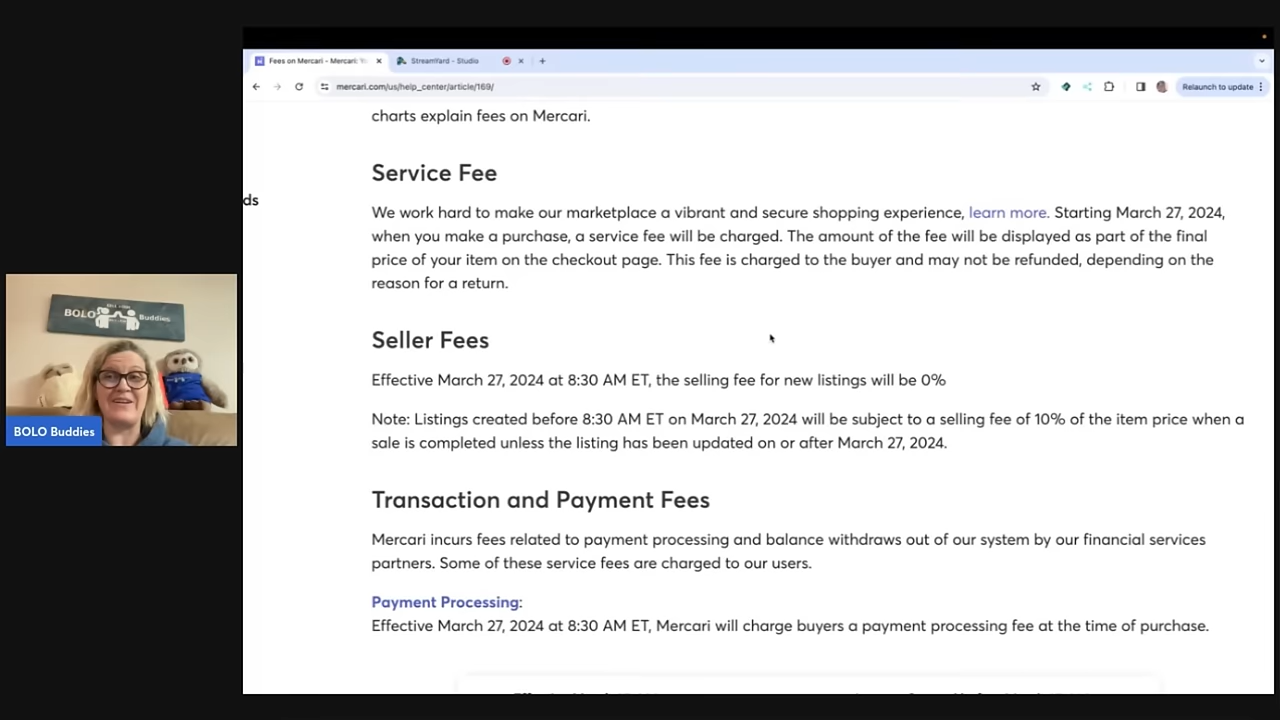 Fees on Mercari - Mercari:
StreamYard - Studio
mercari.com/us/help_center/article/169/
Relaunch to update
charts explain fees on Mercari.
Service Fee
ds
We work hard to make our marketplace a vibrant and secure shopping experience, learn more. Starting March 27, 2024,
when you make a purchase, a service fee will be charged. The amount of the fee will be displayed as part of the final
price of your item on the checkout page. This fee is charged to the buyer and may not be refunded, depending on the
reason for a return.
Seller Fees
Effective March 27, 2024 at 8:30 AM ET, the selling fee for new listings will be 0%
Note: Listings created before 8:30 AM ET on March 27, 2024 will be subject to a selling fee of 10% of the item price when a
sale is completed unless the listing has been updated on or after March 27, 2024.
Transaction and Payment Fees
Mercari incurs fees related to payment processing and balance withdraws out of our system by our financial services
partners. Some of these service fees are charged to our users.
Payment Processing:
Effective March 27, 2024 at 8:30 AM ET, Mercari will charge buyers a payment processing fee at the time of purchase.
BOLO Buddies
BOLO Buddies